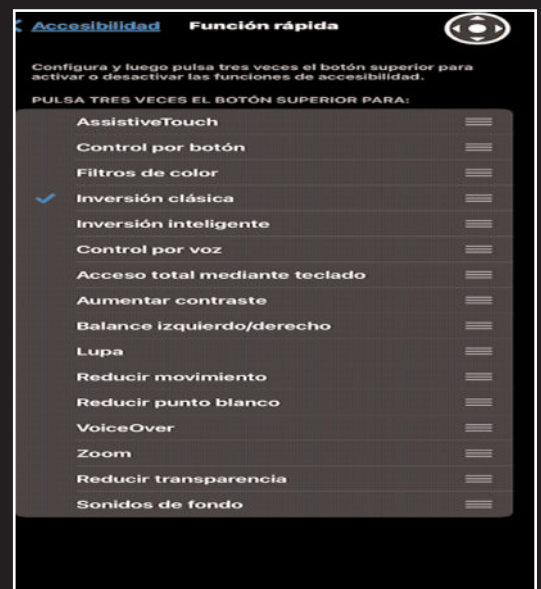 Accesibilidad Función rápida
Configura y luego pulsa tres veces el botón superior para
activar o desactivar las funciones de accesibilidad.
PULSA TRES VECES EL BOTÓN SUPERIOR PARA:
AssistiveTouch
Control por botón
Filtros de color
Inversión clásica
Inversión inteligente
Control por voz
Acceso total mediante teclado
Aumentar contraste
Balance izquierdo/derecho
Lupa
Reducir movimiento
Reducir punto blanco
VoiceOver
Zoom
Reducir transparencia
Sonidos de fondo